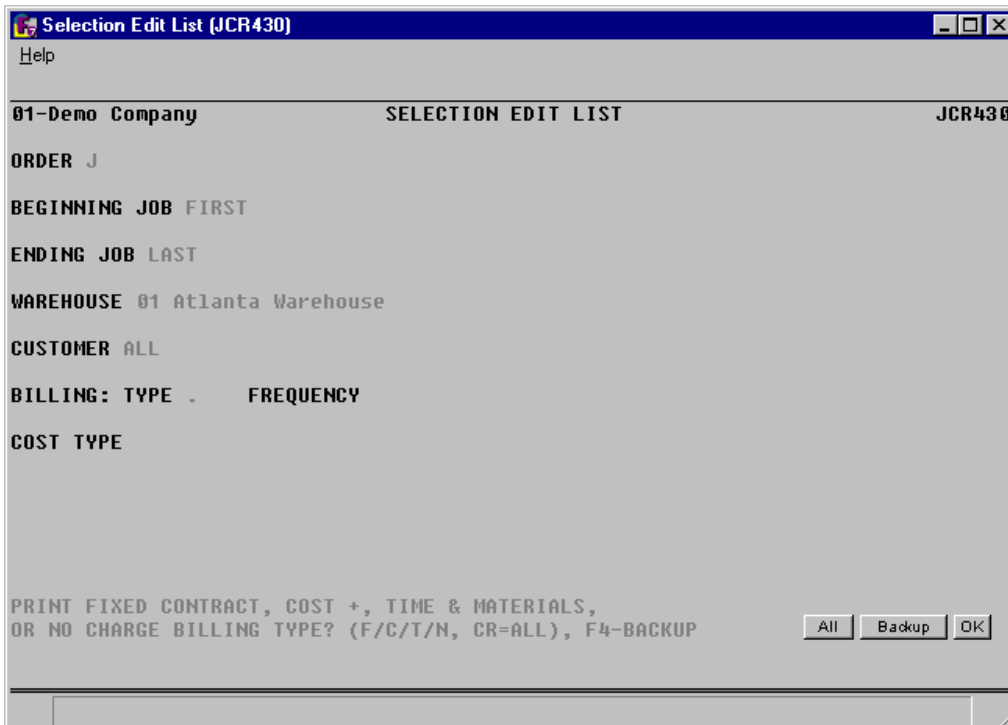 Selection Edit List (JCR430)
Help
01-Demo Company SELECTION EDIT LIST JCR430
ORDER J
BEGINNING JOB FIRST
ENDING JOB LAST
WAREHOUSE 01 Atlanta Warehouse
CUSTOMER ALL
BILLING: TYPE . FREQUENCY
COST TYPE
PRINT FIXED CONTRACT, COST +, TIME & MATERIALS,
OR NO CHARGE BILLING TYPE? (F/C/T/N, CR=ALL), F4-BACKUP All Backup OK